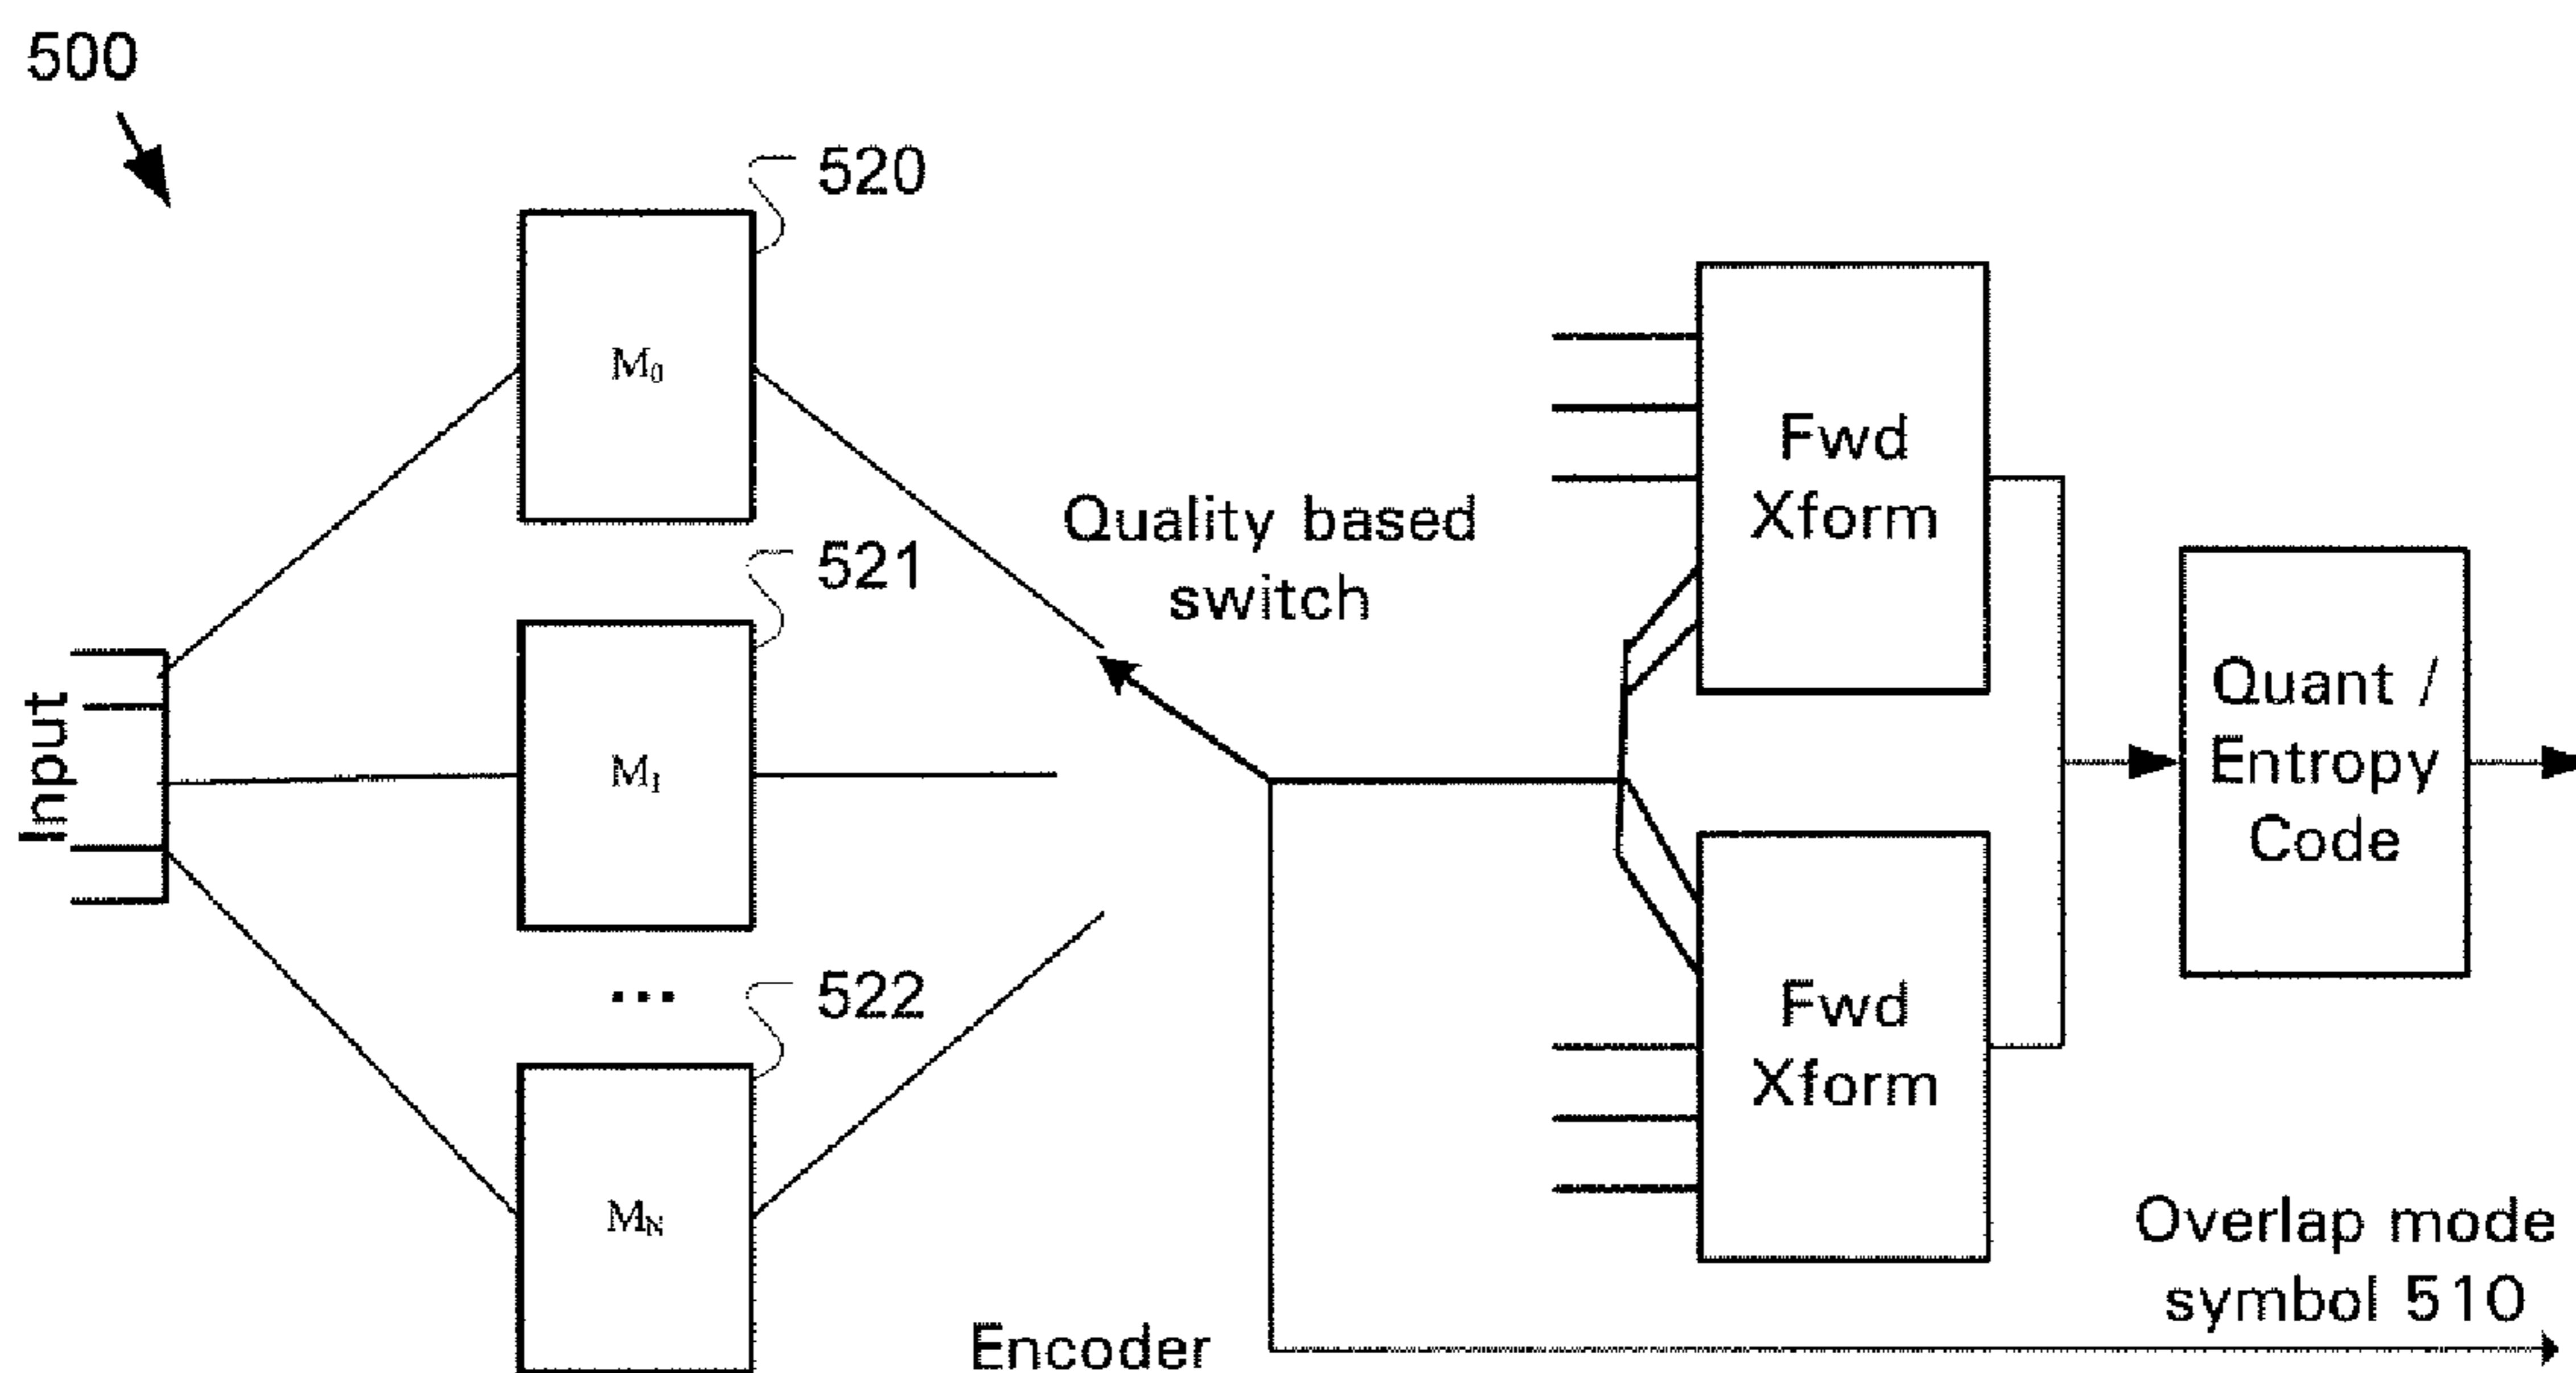 500
520
M₀
Quality based
switch
521
Input
M₁
...
522
M_N
Encoder
Fwd
Xform
Fwd
Xform
Quant /
Entropy
Code
Overlap mode
symbol 510